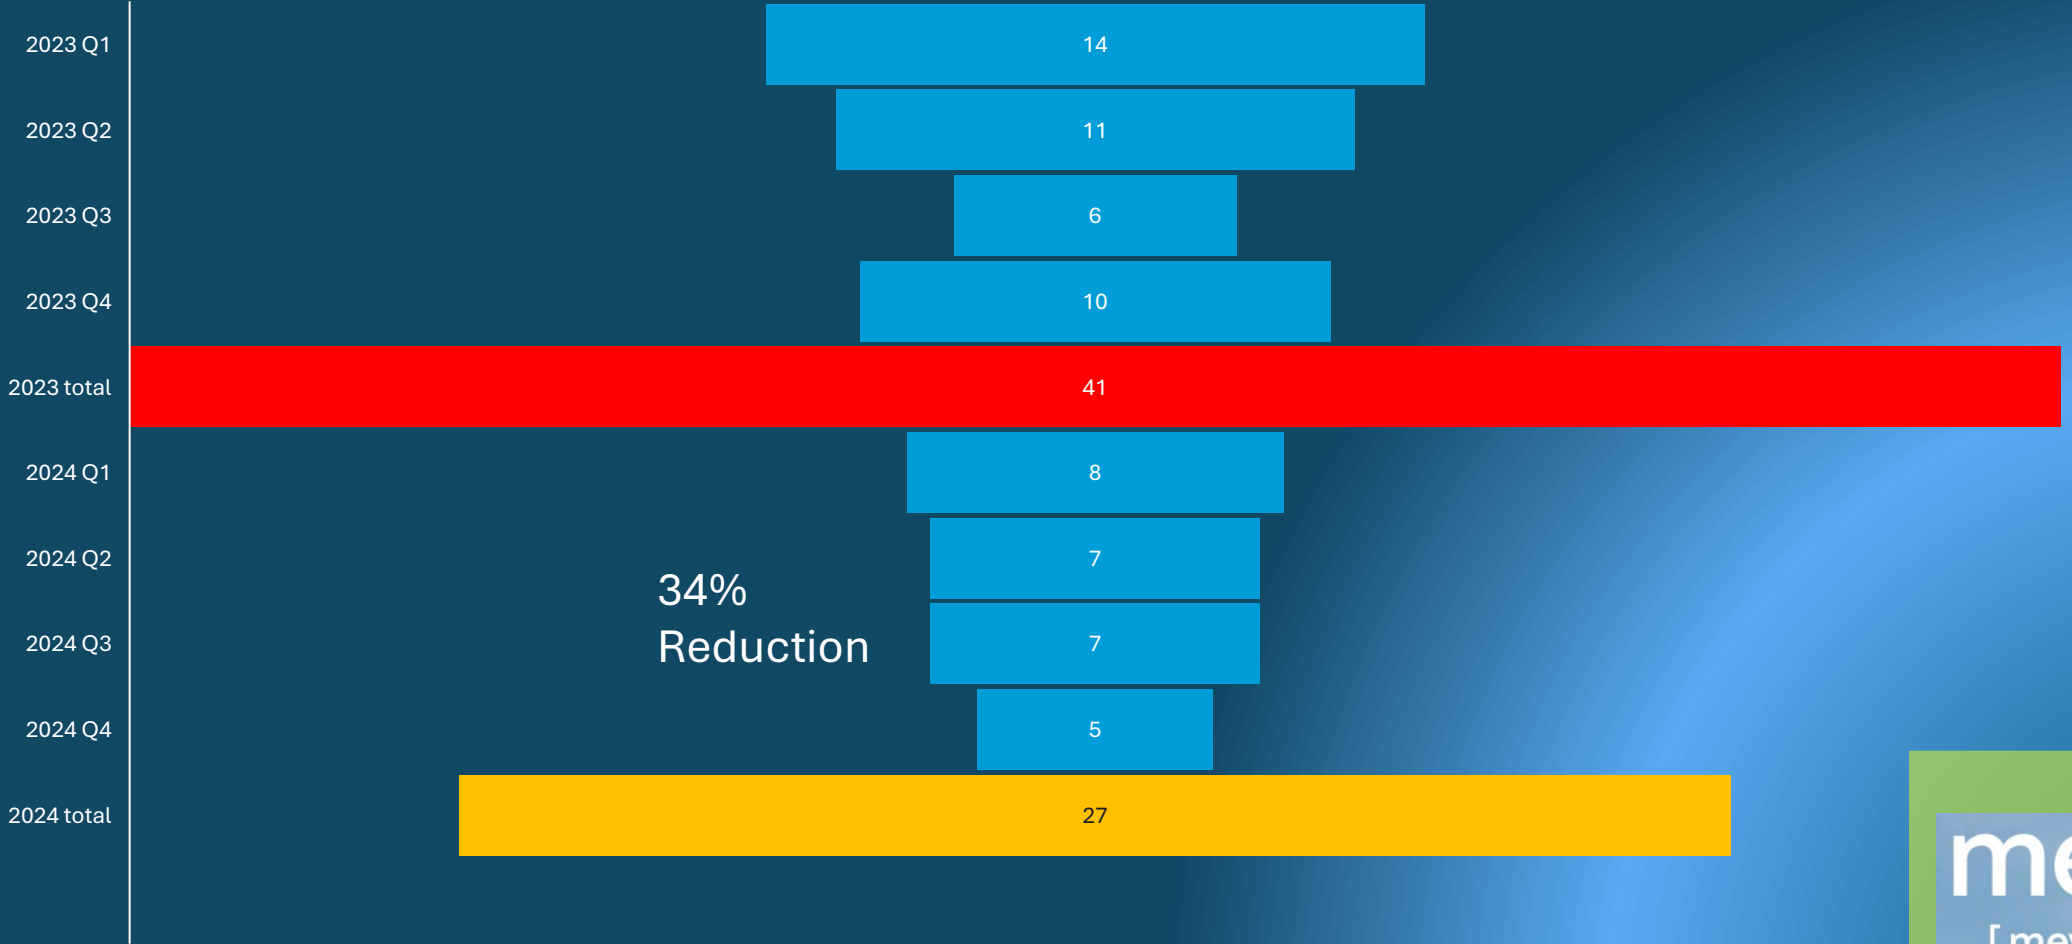 2023 Q1 14
2023 Q2 11
2023 Q3 6
2023 Q4 10
2023 total 41
2024 Q1 8
2024 Q2 7
34%
Reduction
2024 Q3 7
2024 Q4 5
2024 total 27